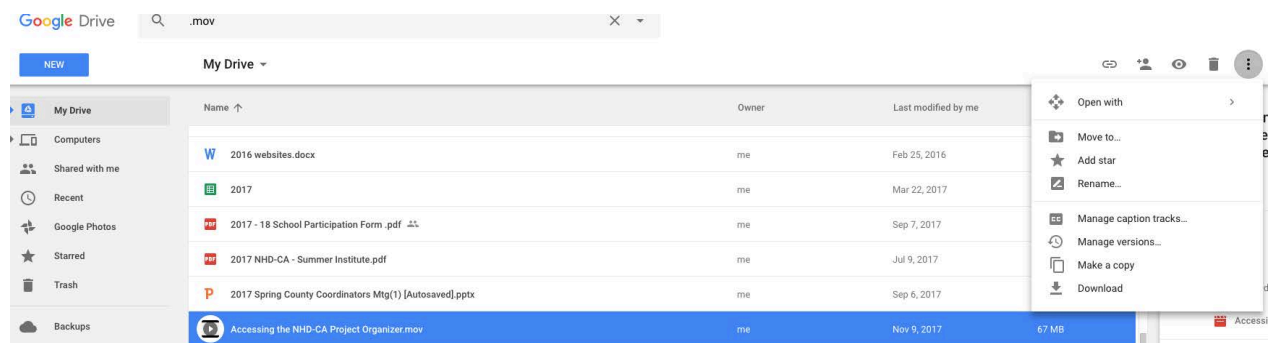 Google Drive
.mov
NEW
My Drive
My Drive
Computers
Shared with me
Recent
Google Photos
Starred
Trash
Backups
Name Owner Last modified by me
2016 websites.docx me Feb 25, 2016
2017 me Mar 22, 2017
2017 - 18 School Participation Form .pdf me Sep 7, 2017
2017 NHD-CA - Summer Institute.pdf me Jul 9, 2017
2017 Spring County Coordinators Mtg(1) [Autosaved].pptx me Sep 6, 2017
Accessing the NHD-CA Project Organizer.mov me Nov 9, 2017 67 MB
Open with
Move to...
Add star
Rename...
CC Manage caption tracks...
Manage versions...
Make a copy
Download